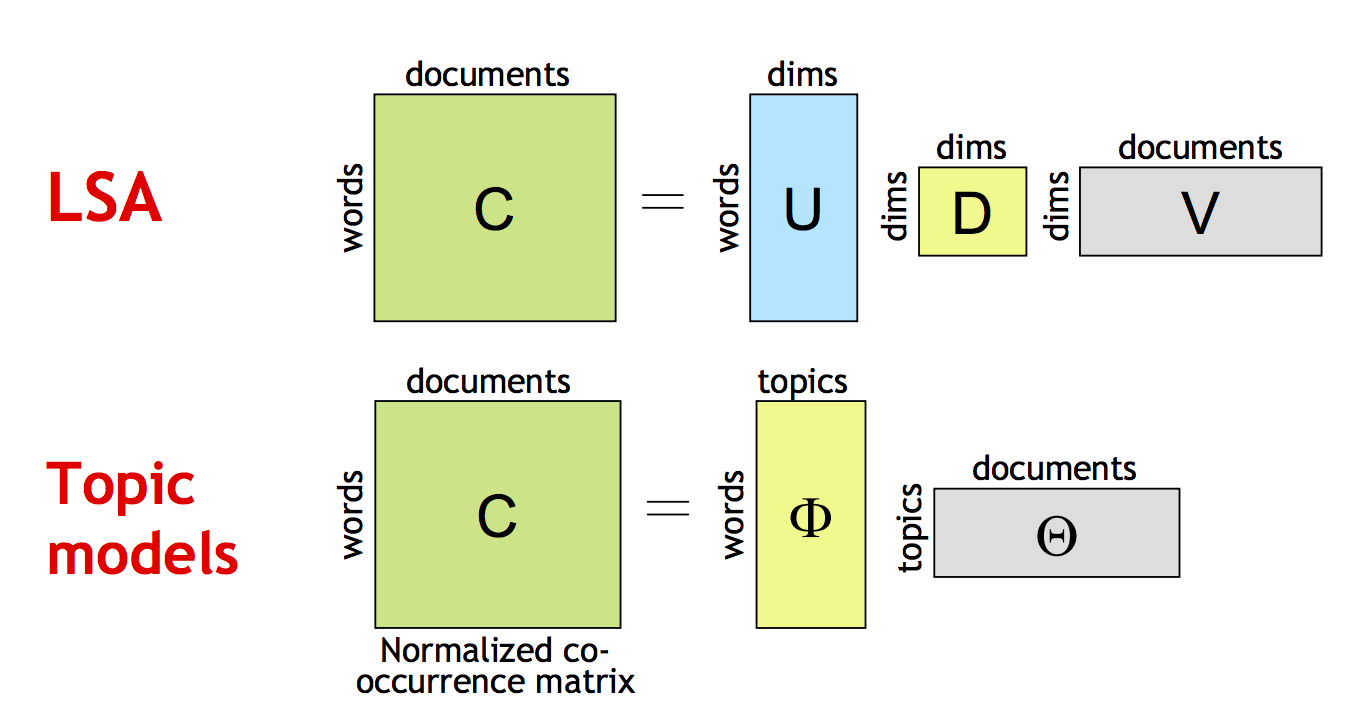 LSA
documents
words
C
=
dims
words
U
dims
dims
D
documents
dims
V
Topic
models
documents
words
C
Normalized co-
occurrence matrix
=
topics
words
Φ
documents
topics
Θ